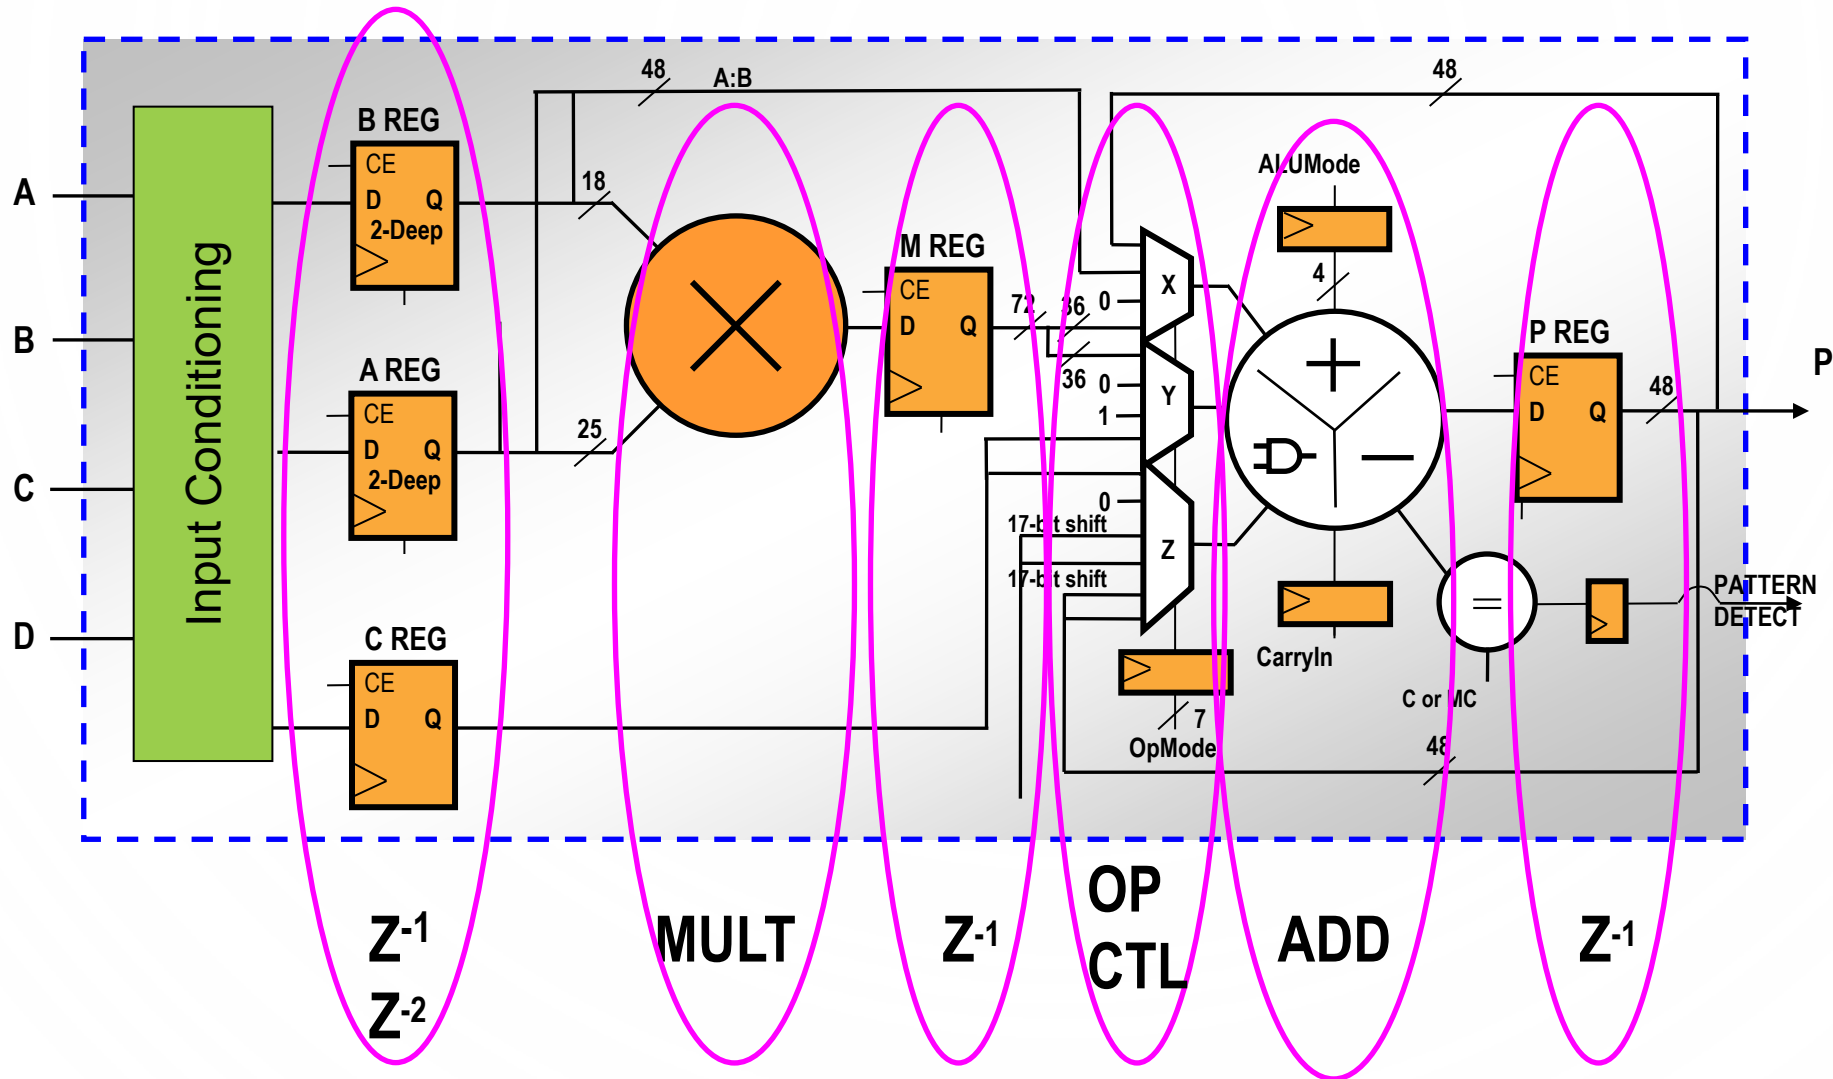 48
A:B
48
B REG
CE
D Q
2-Deep
A
18
ALUMode
4
M REG
CE
D Q
72
36
0
X
Input Conditioning
B
A REG
CE
D Q
2-Deep
25
36
0
1
Y
P REG
CE
D Q
48
P
C
0
17-bit shift
Z
17-bit shift
=
PATTERN
DETECT
D
C REG
CE
D Q
CarryIn
C or MC
7
OpMode
48
Z-1
Z-2
MULT
Z-1
OP
CTL
ADD
Z-1